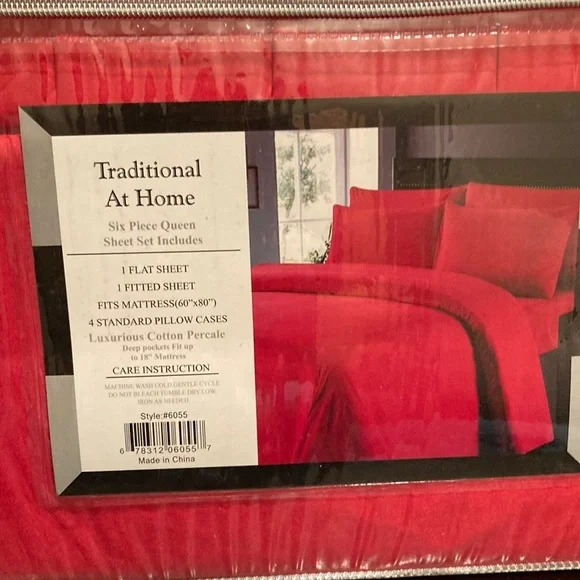 Traditional
At Home
Six Piece Queen
Sheet Set Includes
1 FLAT SHEET
1 FITTED SHEET
FITS MATTRESS(60"x80")
4 STANDARD PILLOW CASES
Luxurious Cotton Percale
Deep pockets Fit up
to 18" Mattress
CARE INSTRUCTION
MACHINE WASH COLD GENTLE CYCLE
DO NOT BLEACH TUMBLE DRY LOW,
IRON AS NEEDED
Style:#6055
6 78312 06055 7
Made in China